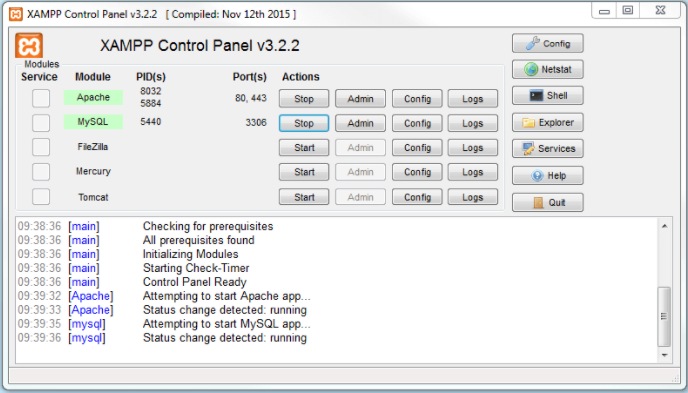 XAMPP Control Panel v3.2.2 [ Compiled: Nov 12th 2015 ]
XAMPP Control Panel v3.2.2
Config
Modules
Service Module PID(s) Port(s) Actions
Netstat
Apache 8032 5884 80, 443 Stop Admin Config Logs
Shell
MySQL 5440 3306 Stop Admin Config Logs
Explorer
FileZilla Start Admin Config Logs
Services
Mercury Start Admin Config Logs
Help
Tomcat Start Admin Config Logs
Quit
09:38:36 [main] Checking for prerequisites
09:38:36 [main] All prerequisites found
09:38:36 [main] Initializing Modules
09:38:36 [main] Starting Check-Timer
09:38:36 [main] Control Panel Ready
09:39:32 [Apache] Attempting to start Apache app...
09:39:33 [Apache] Status change detected: running
09:39:35 [mysql] Attempting to start MySQL app...
09:39:36 [mysql] Status change detected: running